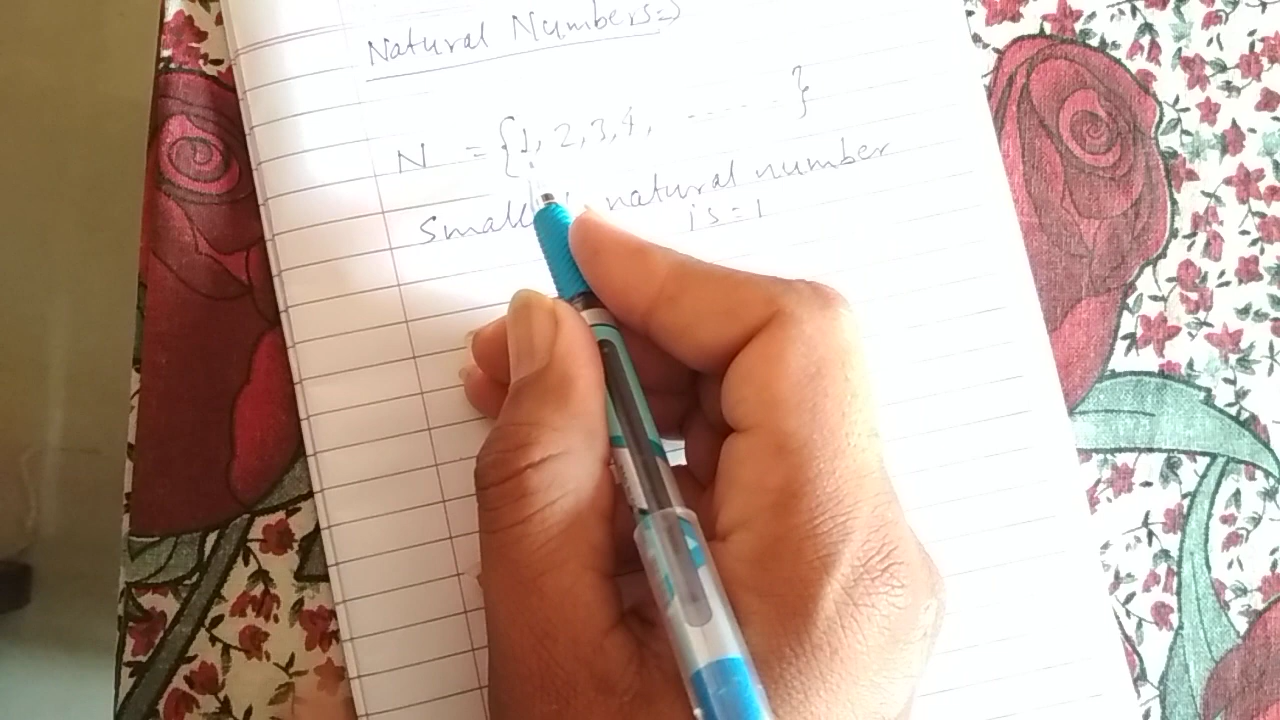 Natural Numbers⇒
N = {1, 2, 3, 4, ........ }
natural number
is = 1